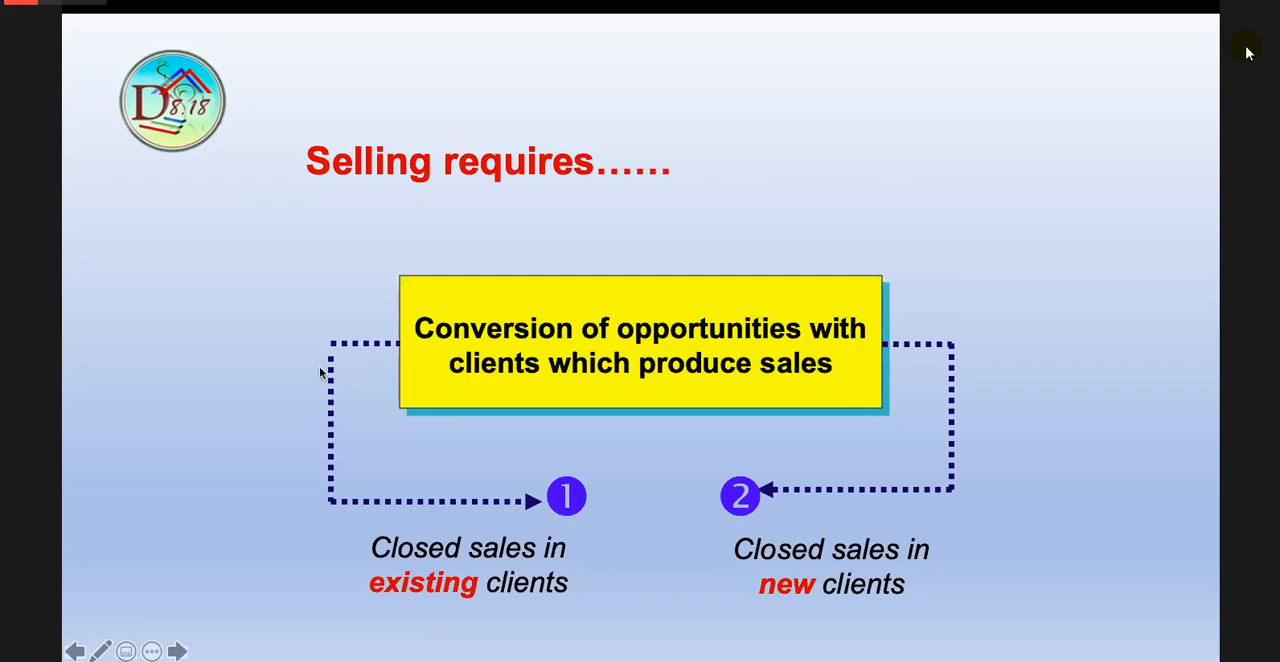 D 8.18
Selling requires……
Conversion of opportunities with
clients which produce sales
1
2
Closed sales in
existing clients
Closed sales in
new clients